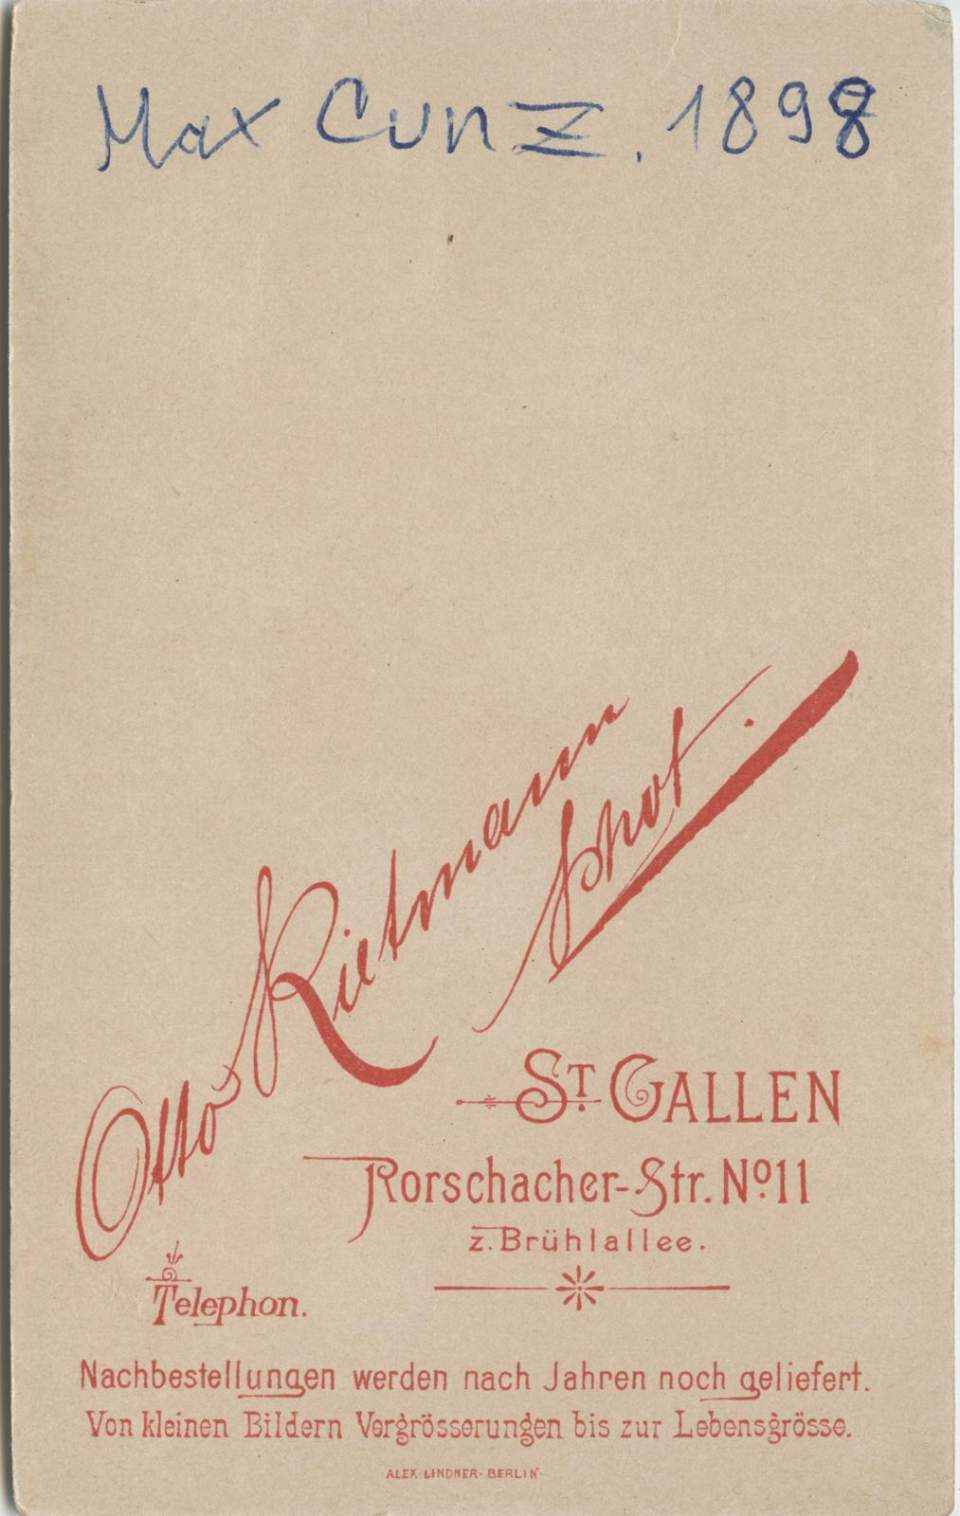 Max Cunz. 1898
Otto Rietmann
phot.
ST. GALLEN
Rorschacher-Str. No 11
z. Brühlallee.
Telephon.
Nachbestellungen werden nach Jahren noch geliefert.
Von kleinen Bildern Vergrösserungen bis zur Lebensgrösse.
ALEX LINDNER · BERLIN ·